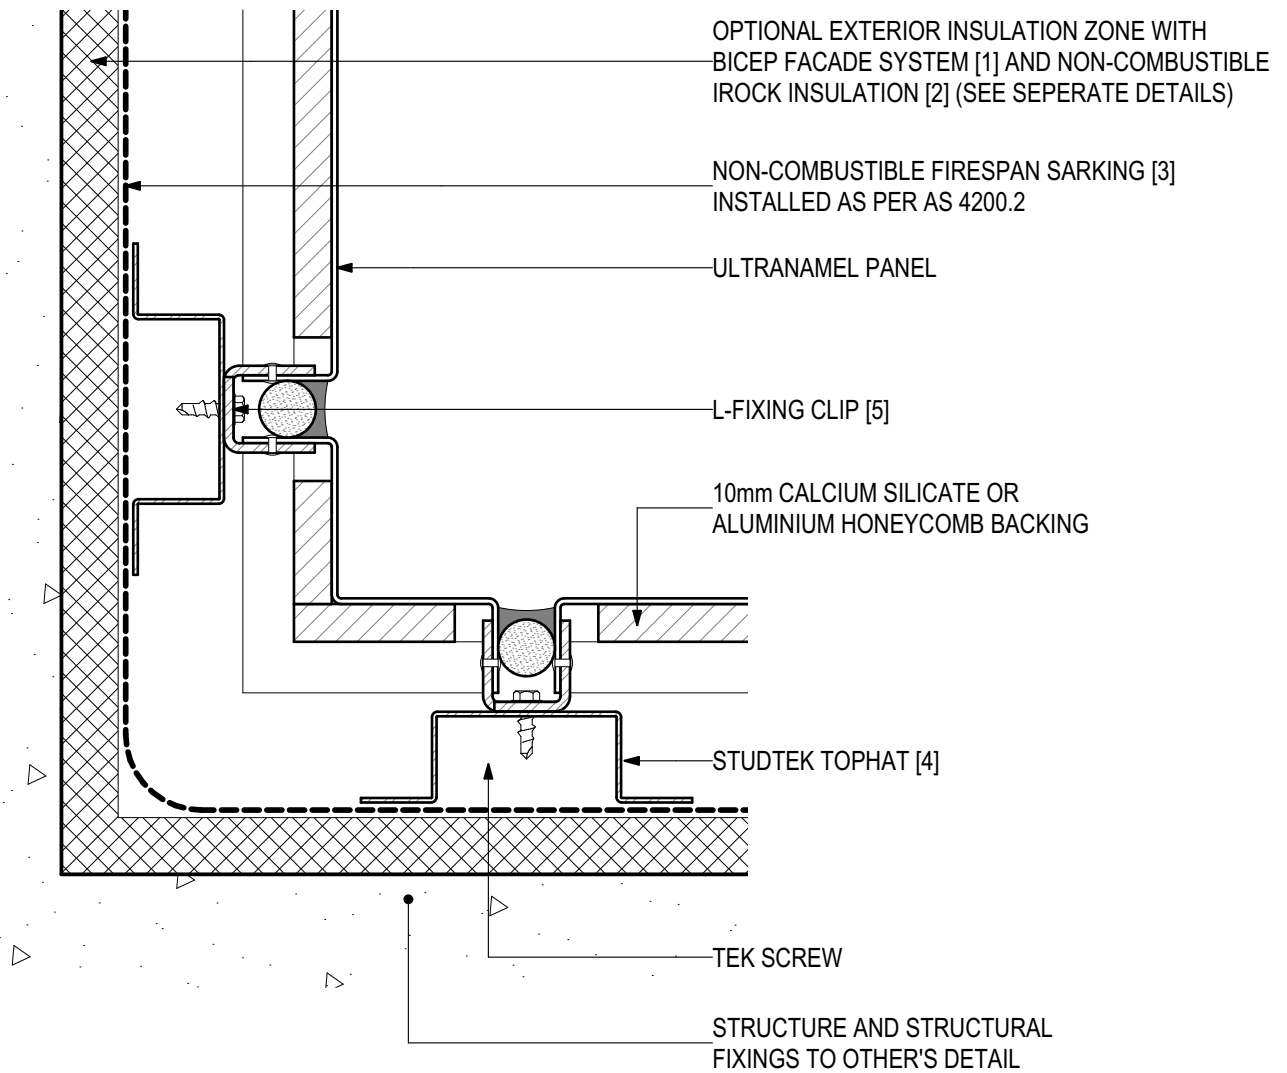 OPTIONAL EXTERIOR INSULATION ZONE WITH
BICEP FACADE SYSTEM [1] AND NON-COMBUSTIBLE
IROCK INSULATION [2] (SEE SEPERATE DETAILS)
NON-COMBUSTIBLE FIRESPAN SARKING [3]
INSTALLED AS PER AS 4200.2
ULTRANAMEL PANEL
L-FIXING CLIP [5]
10mm CALCIUM SILICATE OR
ALUMINIUM HONEYCOMB BACKING
STUDTEK TOPHAT [4]
TEK SCREW
STRUCTURE AND STRUCTURAL
FIXINGS TO OTHER'S DETAIL